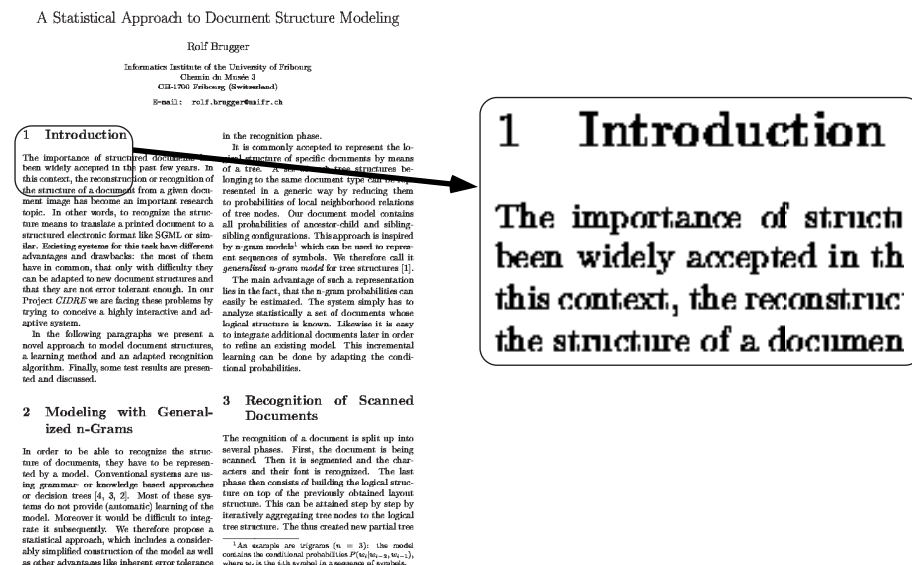 A Statistical Approach to Document Structure Modeling
Rolf Brugger
Informatics Institute of the University of Fribourg
Chemin du Musée 3
CH-1700 Fribourg (Switzerland)
E-mail: rolf.brugger@unifr.ch
1 Introduction
The importance of structured documents
been widely accepted in the past few years. In
this context, the reconstruction or recognition of
the structure of a document from a given docu-
ment image has become an important research
topic. In other words, to recognize the struc-
ture means to translate a printed document to a
structured electronic format like SGML or sim-
ilar. Existing systems for this task have different
advantages and drawbacks: the most of them
have in common, that only with difficulty they
can be adapted to new document structures and
that they are not error tolerant enough. In our
Project CIDRE we are facing these problems by
trying to conceive a highly interactive and ad-
aptive system.
In the following paragraphs we present a
novel approach to model document structures,
a learning method and an adapted recognition
algorithm. Finally, some test results are presen-
ted and discussed.
2 Modeling with General-
ized n-Grams
In order to be able to recognize the struc-
ture of documents, they have to be represen-
ted by a model. Conventional systems are us-
ing grammar- or knowledge based approaches
or decision trees [4, 3, 2]. Most of these sys-
tems do not provide (automatic) learning of the
model. Moreover it would be difficult to integ-
rate it subsequently. We therefore propose a
statistical approach, which includes a consider-
ably simplified construction of the model as well
as other advantages like inherent error tolerance
in the recognition phase.
It is commonly accepted to represent the lo-
gical structure of specific documents by means
of a tree. A tree structures be-
longing to the same document type can be rep-
resented in a generic way by reducing them
to probabilities of local neighborhood relations
of tree nodes. Our document model contains
all probabilities of ancestor-child and sibling-
sibling configurations. This approach is inspired
by n-gram models¹ which can be used to repres-
ent sequences of symbols. We therefore call it
generalized n-gram model for tree structures [1].
The main advantage of such a representation
lies in the fact, that the n-gram probabilities can
easily be estimated. The system simply has to
analyze statistically a set of documents whose
logical structure is known. Likewise it is easy
to integrate additional documents later in order
to refine an existing model. This incremental
learning can be done by adapting the condi-
tional probabilities.
3 Recognition of Scanned
Documents
The recognition of a document is split up into
several phases. First, the document is being
scanned. Then it is segmented and the char-
acters and their font is recognized. The last
phase then consists of building the logical struc-
ture on top of the previously obtained layout
structure. This can be attained step by step by
iteratively aggregating tree nodes to the logical
tree structure. The thus created new partial tree
¹An example are trigrams (n = 3): the model
contains the conditional probabilities P(wᵢ|wᵢ₋₂, wᵢ₋₁),
where wᵢ is the i-th symbol in a sequence of symbols.
1 Introduction
The importance of structu
been widely accepted in th
this context, the reconstruc
the structure of a documen